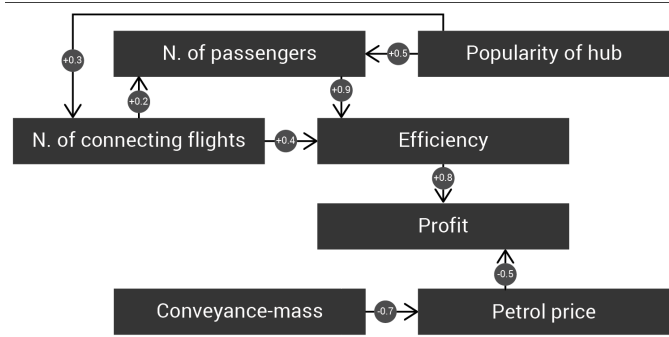 N. of passengers
+0.5
Popularity of hub
+0.3
+0.2
+0.9
N. of connecting flights
+0.4
Efficiency
+0.8
Profit
-0.5
Conveyance-mass
-0.7
Petrol price